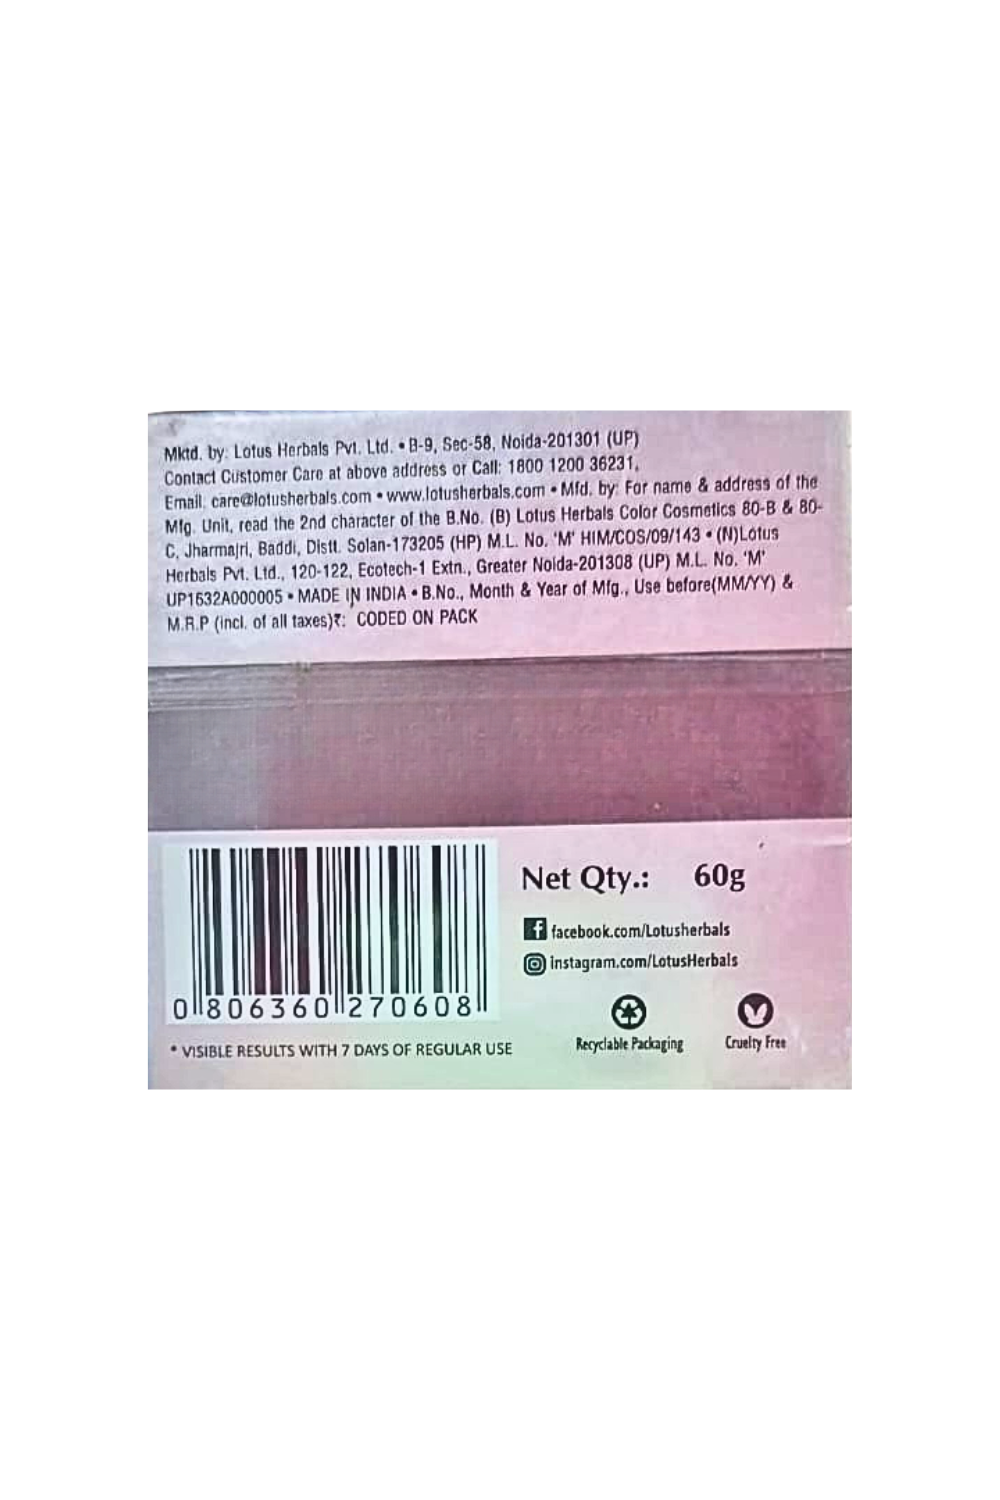 Mktd. by: Lotus Herbals Pvt. Ltd. • B-9, Sec-58, Noida-201301 (UP)
Contact Customer Care at above address or Call: 1800 1200 36231,
Email. care@lotusherbals.com • www.lotusherbals.com • Mfd. by: For name & address of the
Mfg. Unit, read the 2nd character of the B.No. (B) Lotus Herbals Color Cosmetics 80-B & 80-
C, Jharmajri, Baddi, Distt. Solan-173205 (HP) M.L. No. 'M' HIM/COS/09/143 • (N)Lotus
Herbals Pvt. Ltd., 120-122, Ecotech-1 Extn., Greater Noida-201308 (UP) M.L. No. 'M'
UP1632A000005 • MADE IN INDIA • B.No., Month & Year of Mfg., Use before(MM/YY) &
M.R.P (incl. of all taxes)₹: CODED ON PACK
Net Qty.: 60g
facebook.com/Lotusherbals
instagram.com/LotusHerbals
0 806360 270608
Recyclable Packaging Cruelty Free
* VISIBLE RESULTS WITH 7 DAYS OF REGULAR USE